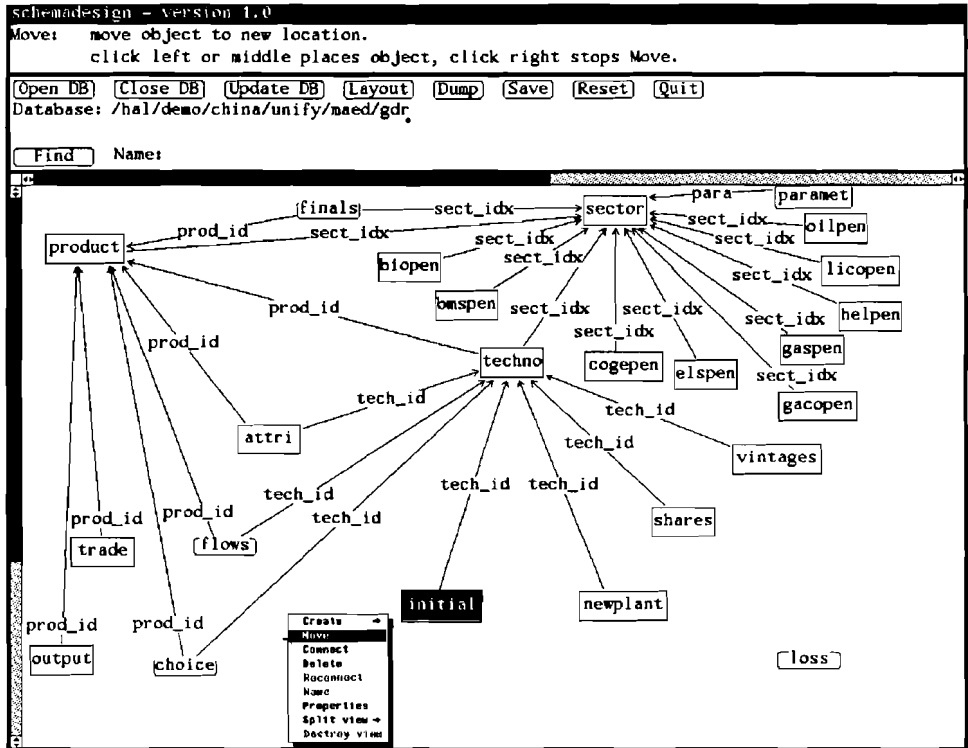 schemadesign - version 1.0
Move: move object to new location.
click left or middle places object, click right stops Move.
Open DB Close DB Update DB Layout Dump Save Reset Quit
Database: /hal/demo/china/unify/maed/gdr
Find Name:
para paramet
finals sect_idx sector
sect_idx oilpen
prod_id sect_idx
product
sect_idx sect_idx
biopen sect_idx licopen
sect_idx
bmspen
prod_id sect_idx sect_idx sect_idx helpen
sect_idx
prod_id gaspen
techno cogepen elspen sect_idx
tech_id gacopen
tech_id
attri tech_id
vintages
tech_id tech_id tech_id
prod_id prod_id tech_id shares
trade flows
initial newplant
prod_id prod_id
output choice loss
Create
Move
Connect
Delete
Reconnect
Name
Properties
Split view
Destroy view